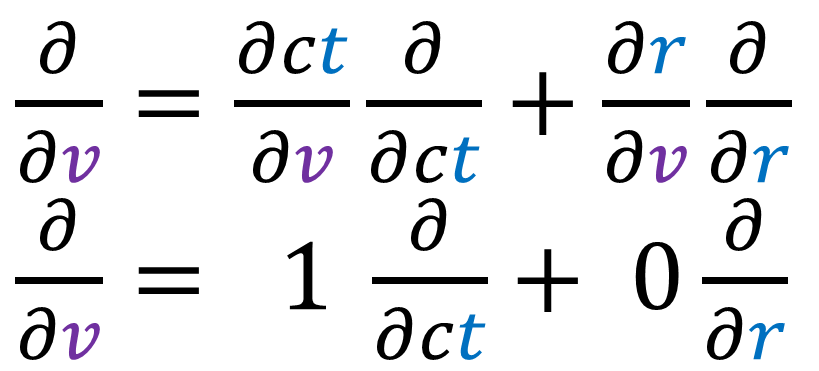 ∂/∂v = ∂ct/∂v ∂/∂ct + ∂r/∂v ∂/∂r
∂/∂v = 1 ∂/∂ct + 0 ∂/∂r